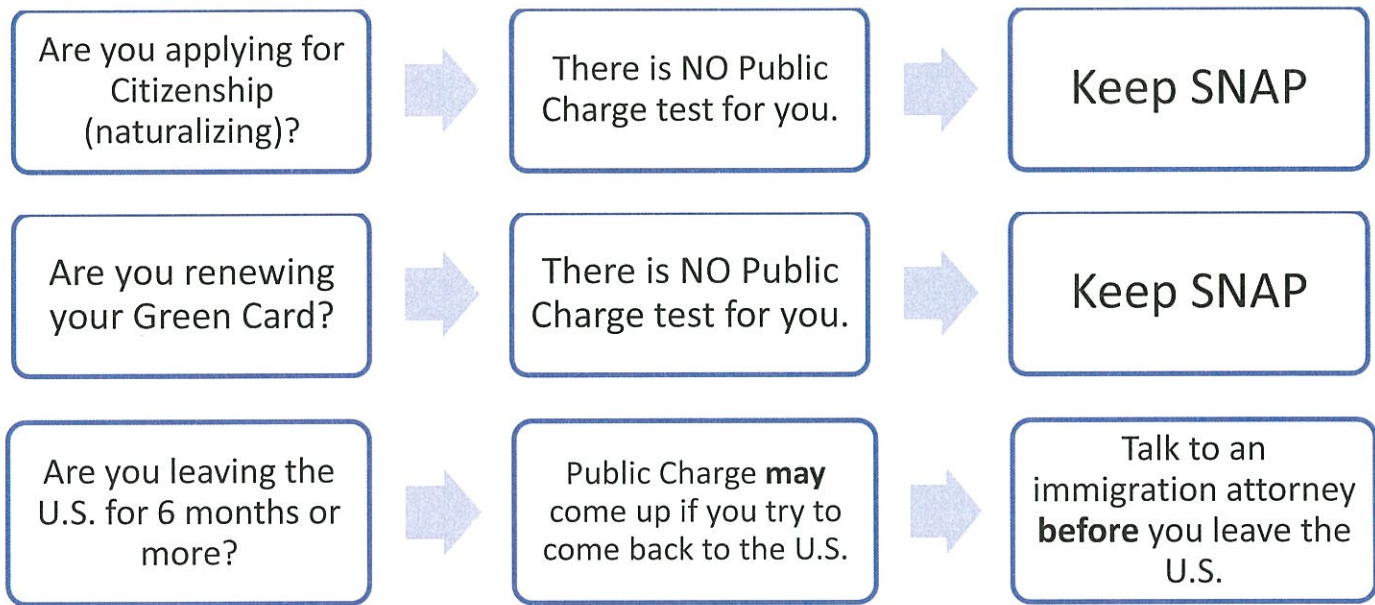 Are you applying for
Citizenship
(naturalizing)?
There is NO Public
Charge test for you.
Keep SNAP
Are you renewing
your Green Card?
There is NO Public
Charge test for you.
Keep SNAP
Are you leaving the
U.S. for 6 months or
more?
Public Charge may
come up if you try to
come back to the U.S.
Talk to an
immigration attorney
before you leave the
U.S.